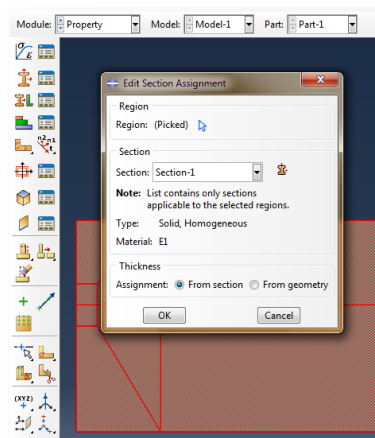 Module: Property Model: Model-1 Part: Part-1
σ
ε
Edit Section Assignment
Region
Region: (Picked)
Section
Section: Section-1
Note: List contains only sections
applicable to the selected regions.
Type: Solid, Homogeneous
Material: E1
Thickness
Assignment: From section From geometry
OK Cancel
n2 n1
t
(XYZ)